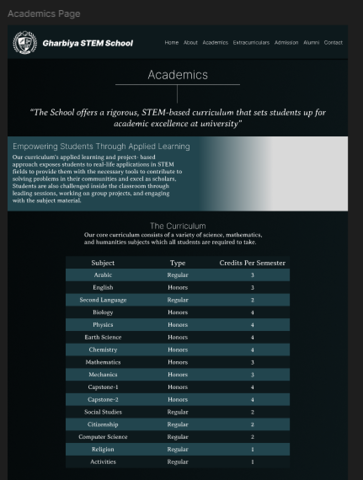 Academics Page
Gharbiya STEM School
Home About Academics Extracurriculars Admission Alumni Contact
Academics
"The School offers a rigorous, STEM-based curriculum that sets students up for
academic excellence at university"
Empowering Students Through Applied Learning
Our curriculum's applied learning and project- based
approach exposes students to real-life applications in STEM
fields to provide them with the necessary tools to contribute to
solving problems in their communities and excel as scholars.
Students are also challenged inside the classroom through
leading sessions, working on group projects, and engaging
with the subject material.
The Curriculum
Our core curriculum consists of a variety of science, mathematics,
and humanities subjects which all students are required to take.
Subject Type Credits Per Semester
Arabic Regular 3
English Honors 3
Second Language Regular 2
Biology Honors 4
Physics Honors 4
Earth Science Honors 4
Chemistry Honors 4
Mathematics Honors 3
Mechanics Honors 3
Capstone-1 Honors 4
Capstone-2 Honors 4
Social Studies Regular 2
Citizenship Regular 2
Computer Science Regular 2
Religion Regular 1
Activities Regular 1